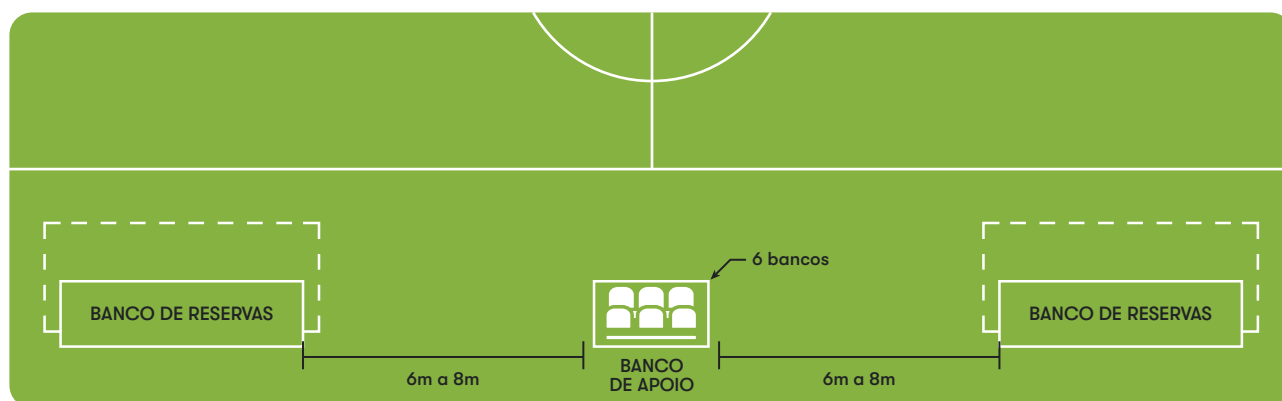 6 bancos
BANCO DE RESERVAS
BANCO DE RESERVAS
6m a 8m
BANCO
DE APOIO
6m a 8m